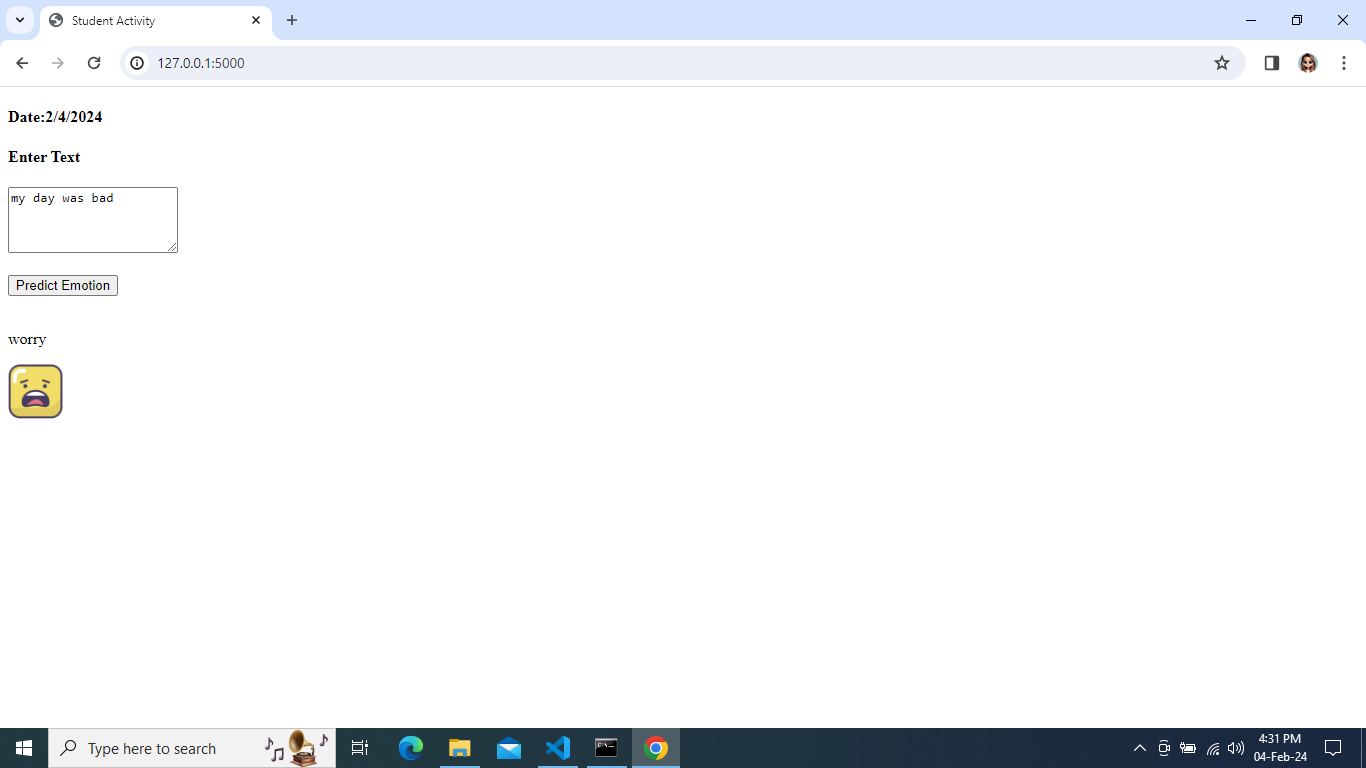 Student Activity
127.0.0.1:5000
Date:2/4/2024
Enter Text
my day was bad
Predict Emotion
worry
Type here to search
4:31 PM
04-Feb-24